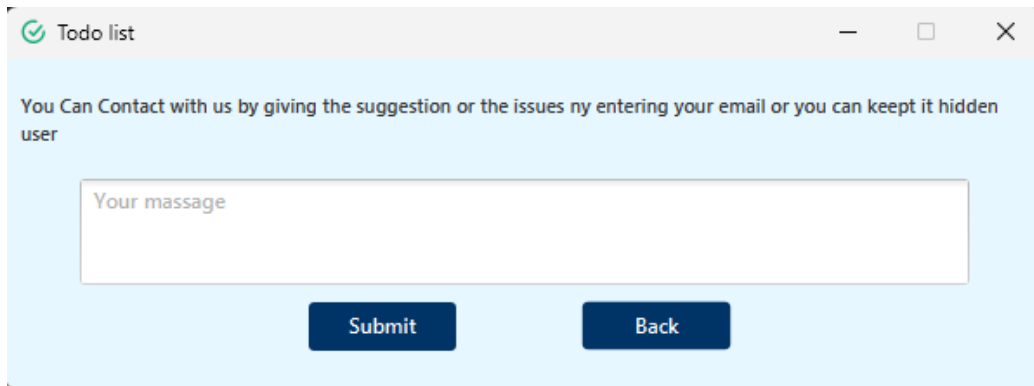 Todo list
You Can Contact with us by giving the suggestion or the issues ny entering your email or you can keept it hidden
user
Your massage
Submit Back